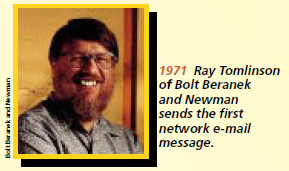 1971 Ray Tomlinson
of Bolt Beranek
and Newman
sends the first
network e-mail
message.
Bolt Beranek and Newman